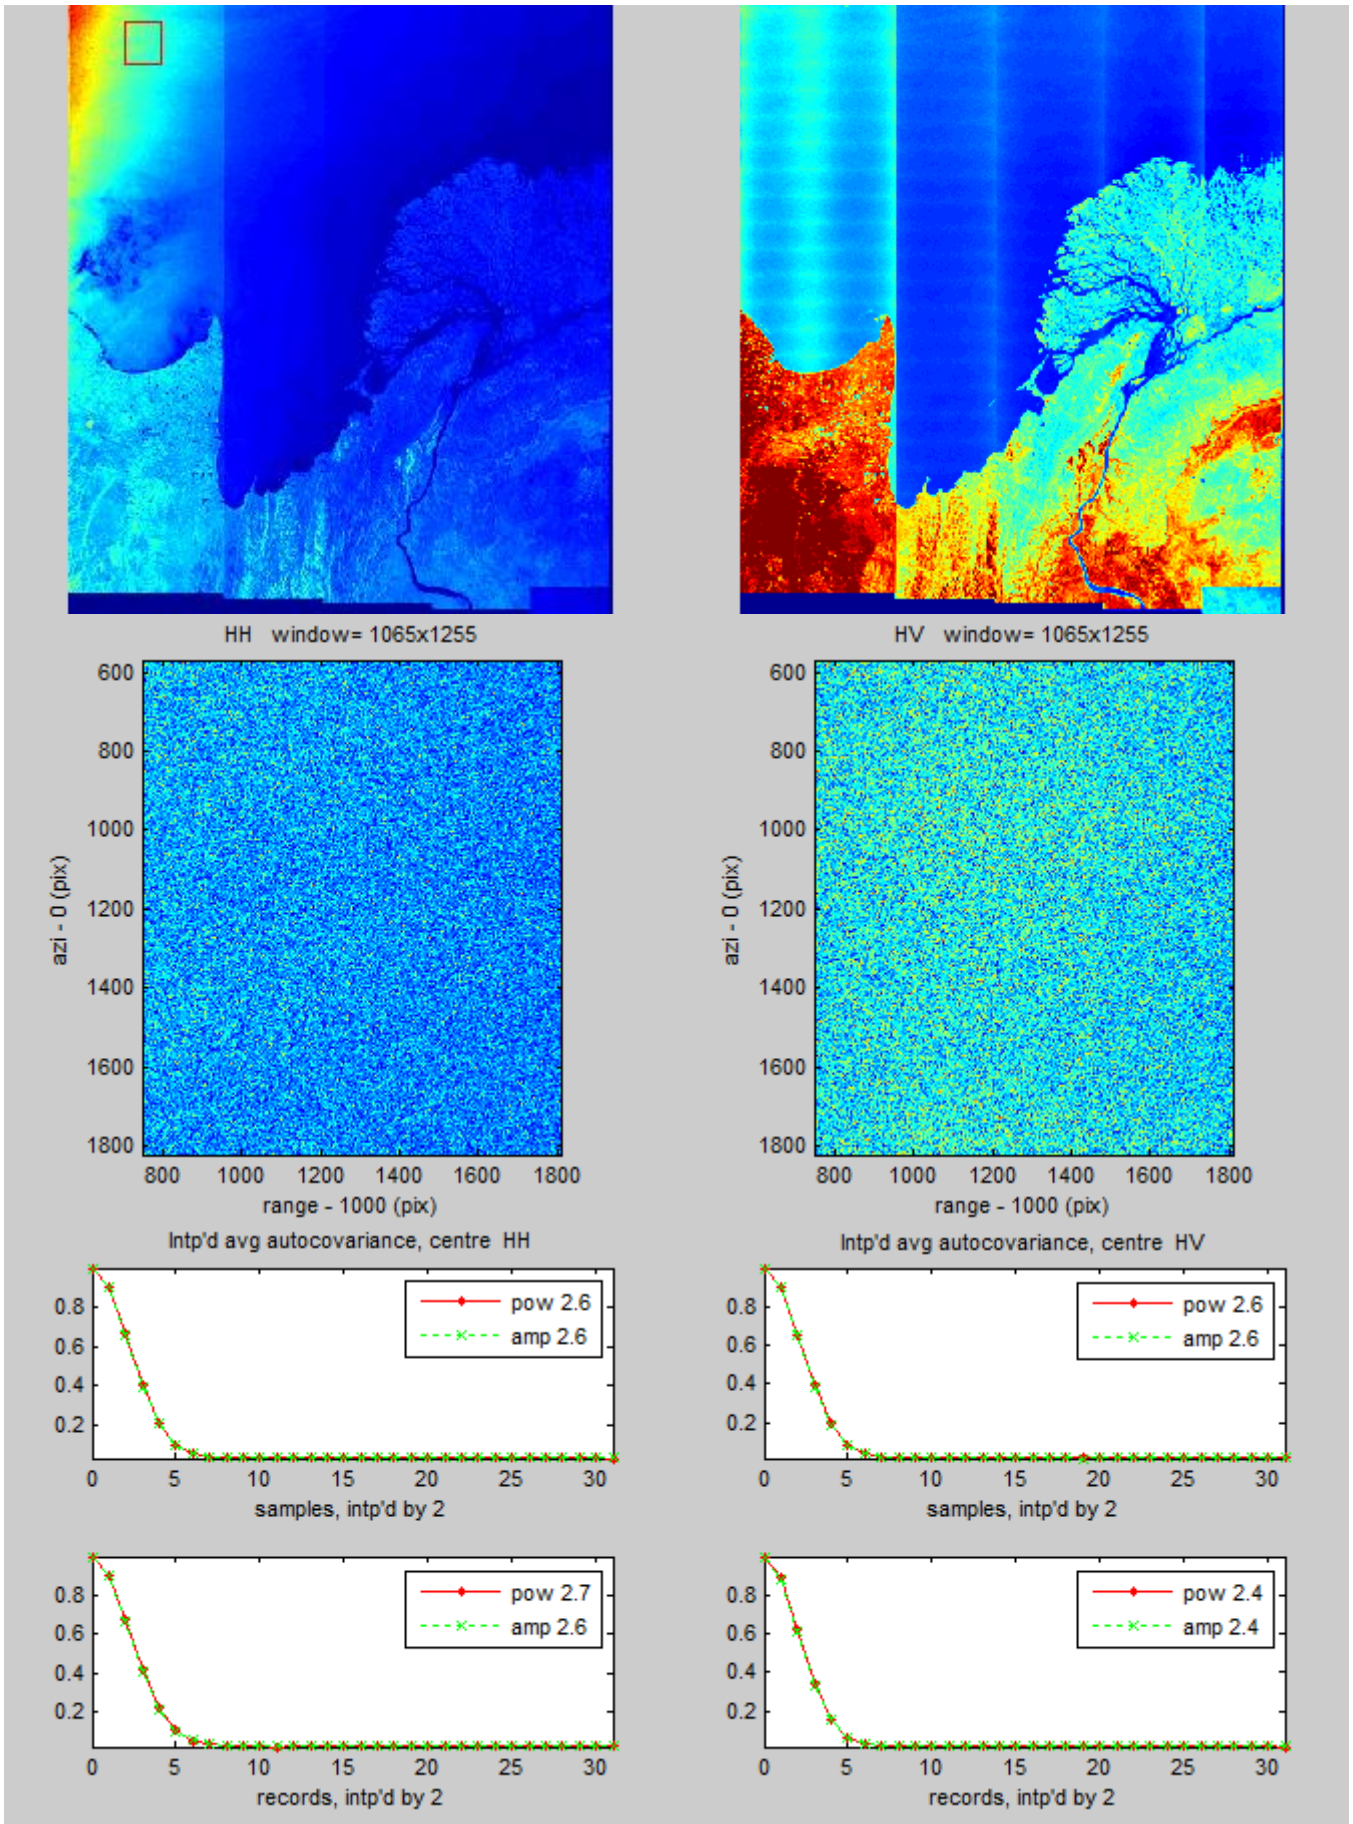 HH window= 1065x1255
HV window= 1065x1255
600
800
1000
1200
1400
1600
1800
azi - 0 (pix)
800 1000 1200 1400 1600 1800
range - 1000 (pix)
600
800
1000
1200
1400
1600
1800
azi - 0 (pix)
800 1000 1200 1400 1600 1800
range - 1000 (pix)
Intp'd avg autocovariance, centre HH
0.8
0.6
0.4
0.2
pow 2.6
amp 2.6
0 5 10 15 20 25 30
samples, intp'd by 2
Intp'd avg autocovariance, centre HV
0.8
0.6
0.4
0.2
pow 2.6
amp 2.6
0 5 10 15 20 25 30
samples, intp'd by 2
0.8
0.6
0.4
0.2
pow 2.7
amp 2.6
0 5 10 15 20 25 30
records, intp'd by 2
0.8
0.6
0.4
0.2
pow 2.4
amp 2.4
0 5 10 15 20 25 30
records, intp'd by 2